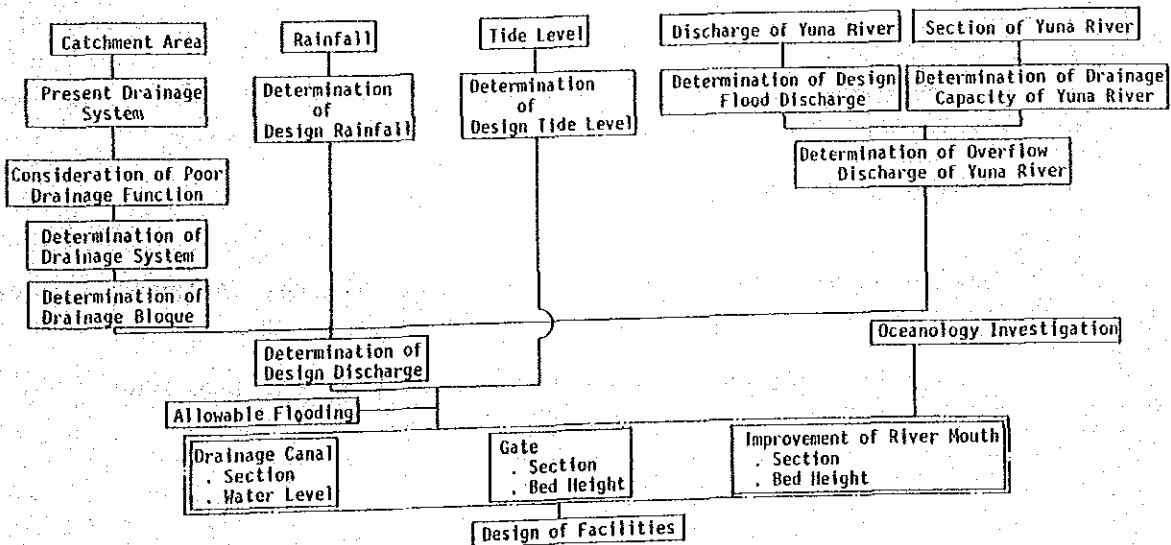 Catchment Area
Rainfall
Tide Level
Discharge of Yuna River
Section of Yuna River
Present Drainage
System
Determination
of
Design Rainfall
Determination
of
Design Tide Level
Determination of Design
Flood Discharge
Determination of Drainage
Capacity of Yuna River
Consideration of Poor
Drainage Function
Determination of Overflow
Discharge of Yuna River
Determination of
Drainage System
Determination of
Drainage Bloque
Oceanology Investigation
Determination of
Design Discharge
Allowable Flooding
Drainage Canal
. Section
. Water Level
Gate
. Section
. Bed Height
Improvement of River Mouth
. Section
. Bed Height
Design of Facilities